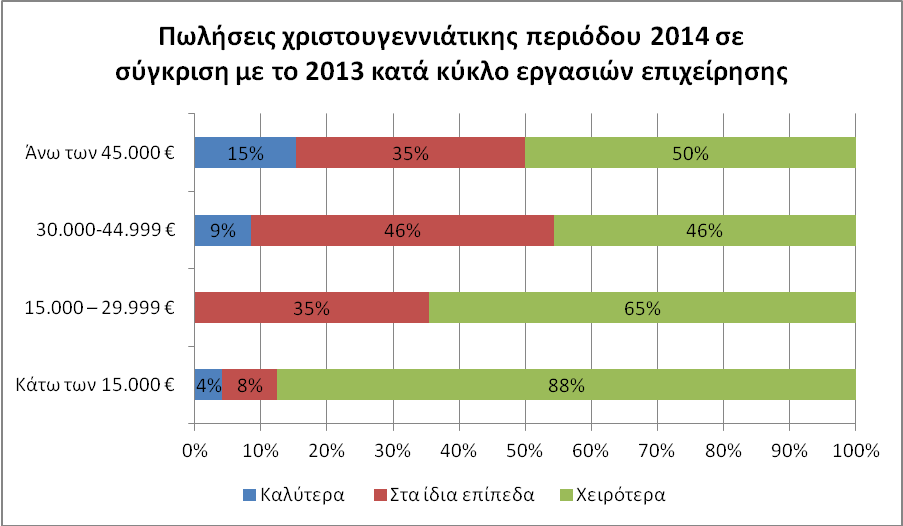 Πωλήσεις χριστουγεννιάτικης περιόδου 2014 σε
σύγκριση με το 2013 κατά κύκλο εργασιών επιχείρησης
Άνω των 45.000 € 15% 35% 50%
30.000-44.999 € 9% 46% 46%
15.000 – 29.999 € 35% 65%
Κάτω των 15.000 € 4% 8% 88%
0% 10% 20% 30% 40% 50% 60% 70% 80% 90% 100%
Καλύτερα Στα ίδια επίπεδα Χειρότερα